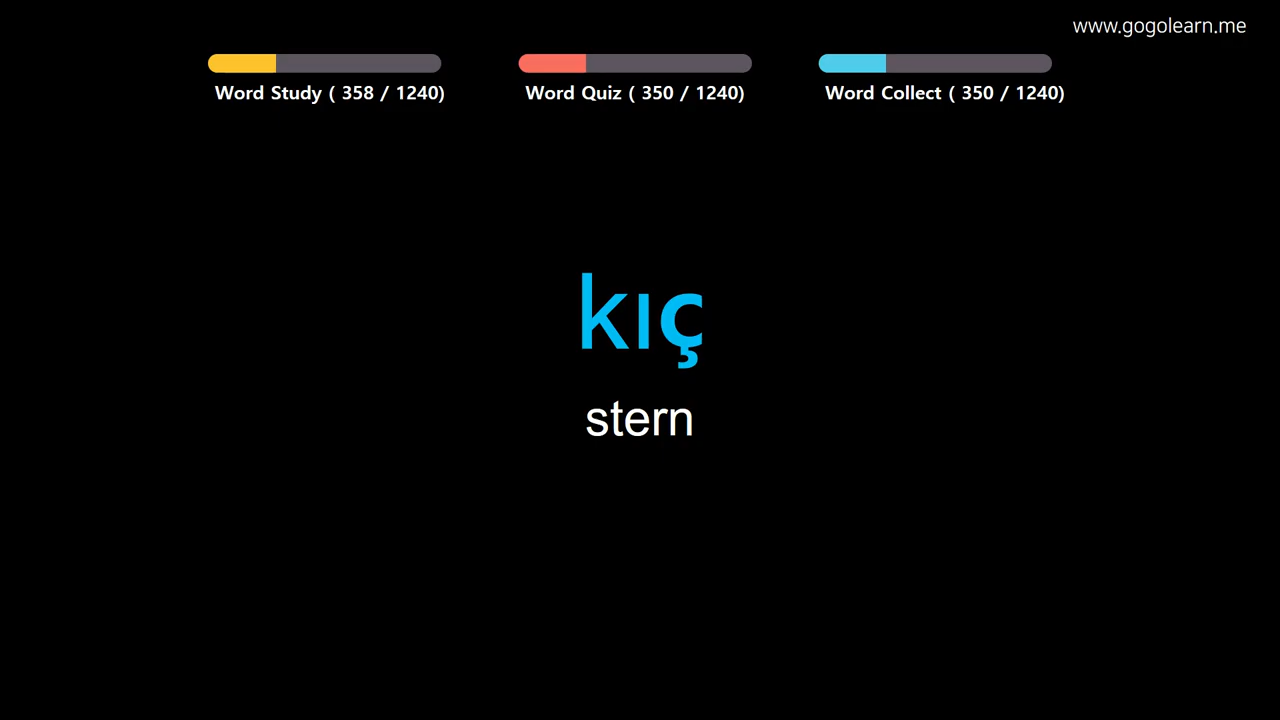 www.gogolearn.me
Word Study ( 358 / 1240)
Word Quiz ( 350 / 1240)
Word Collect ( 350 / 1240)
kıç
stern